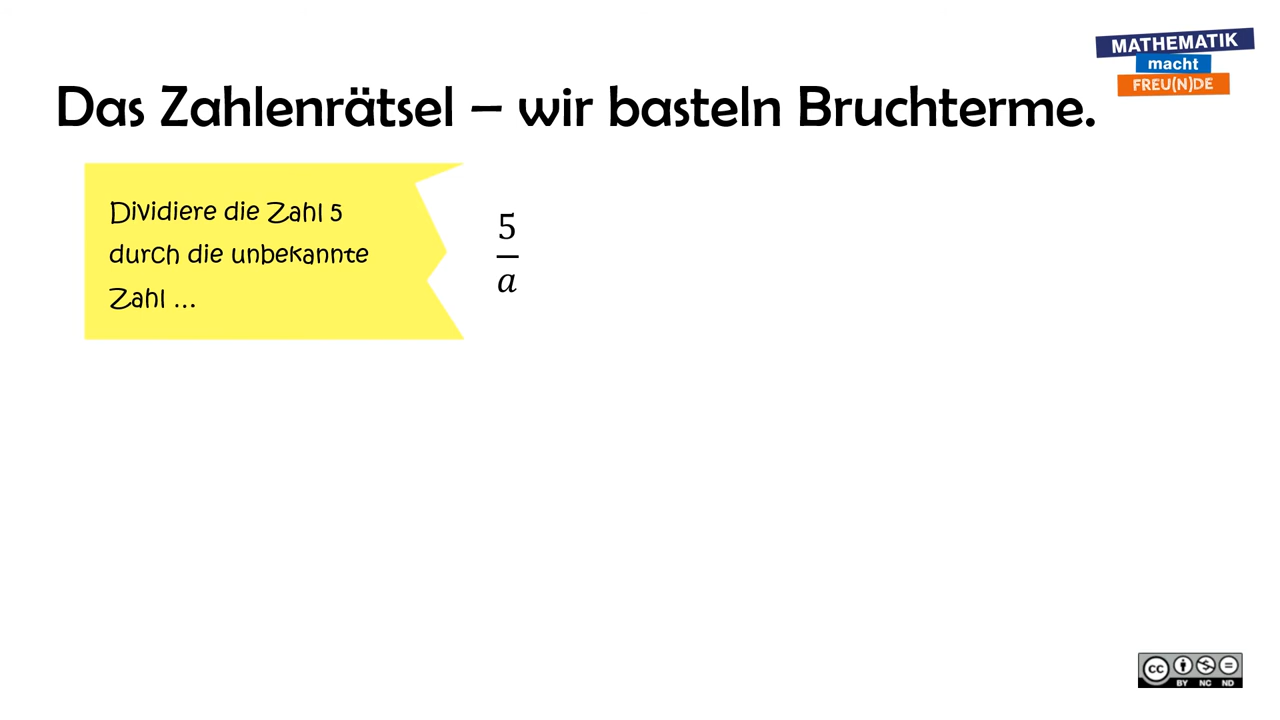 MATHEMATIK
macht
FREU(N)DE
Das Zahlenrätsel – wir basteln Bruchterme.
Dividiere die Zahl 5
durch die unbekannte
Zahl ...
5
a
cc
BY NC ND